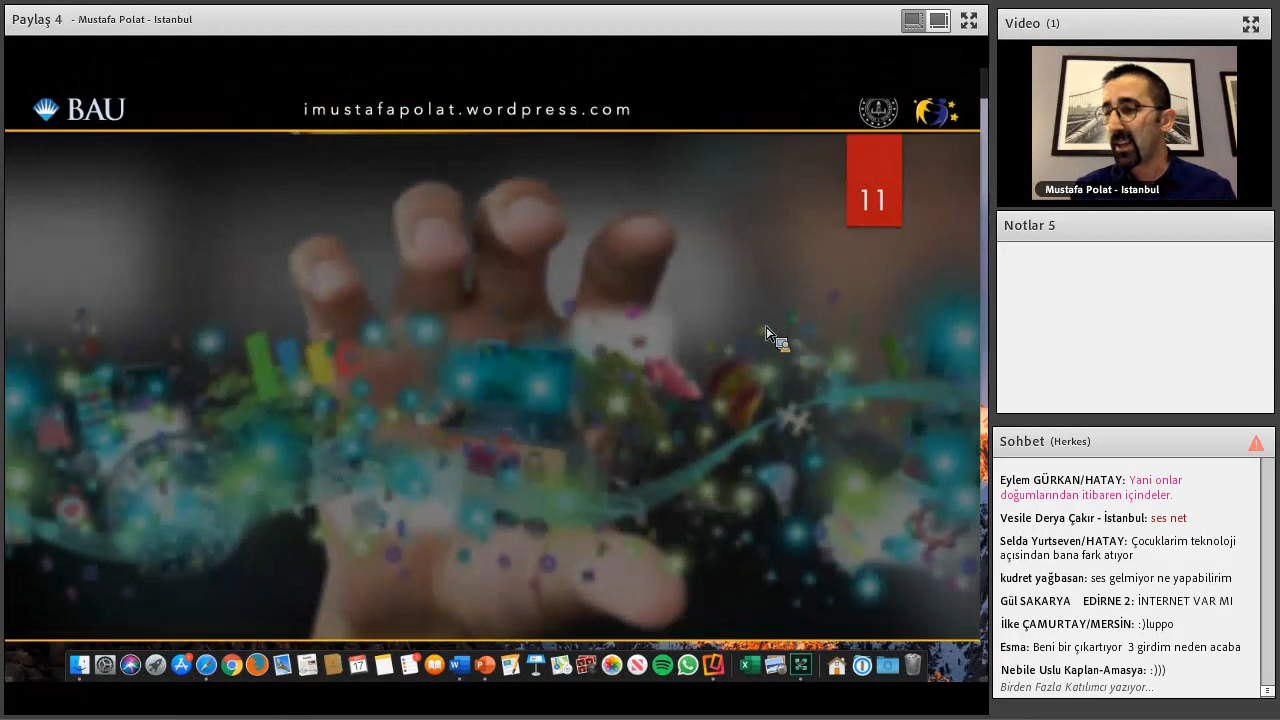 Paylaş 4 - Mustafa Polat - Istanbul
BAU
imustafapolat.wordpress.com
11
17
Video (1)
Mustafa Polat - Istanbul
Notlar 5
Sohbet (Herkes)
Eylem GÜRKAN/HATAY: Yani onlar
doğumlarından itibaren içindeler.
Vesile Derya Çakır - İstanbul: ses net
Selda Yurtseven/HATAY: Çocuklarim teknoloji
açısından bana fark atıyor
kudret yağbasan: ses gelmiyor ne yapabilirim
Gül SAKARYA EDİRNE 2: İNTERNET VAR MI
İlke ÇAMURTAY/MERSİN: :)luppo
Esma: Beni bir çıkartıyor 3 girdim neden acaba
Nebile Uslu Kaplan-Amasya: :)))
Birden Fazla Katılımcı yazıyor...